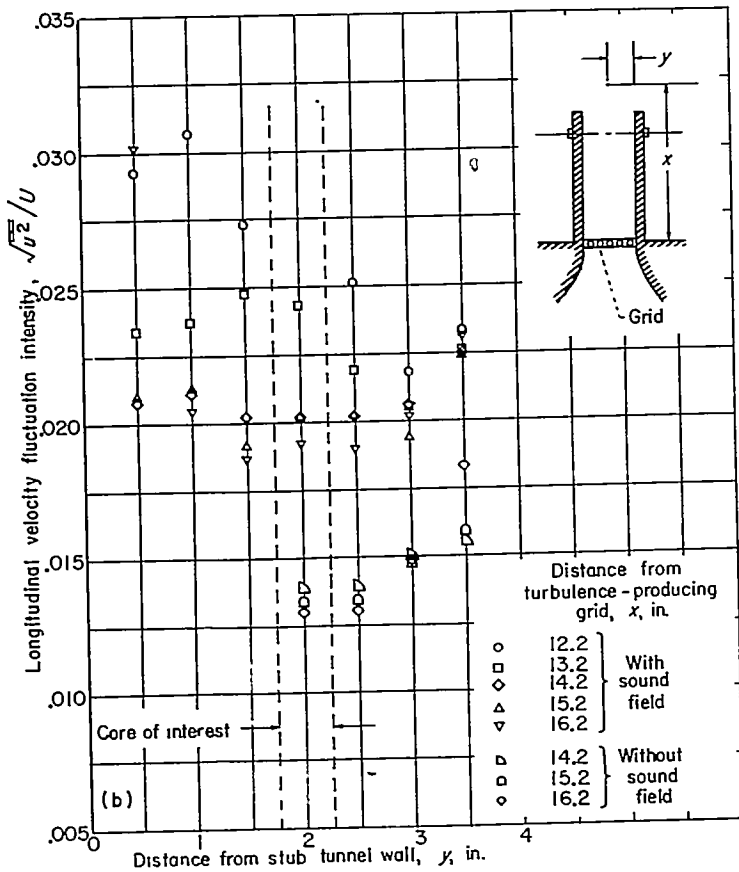 .035
.030
.025
.020
.015
.010
.005
Longitudinal velocity fluctuation intensity, √u²/U
y
x
Grid
Core of interest
(b)
Distance from
turbulence-producing
grid, x, in.
12.2
13.2
14.2
15.2
16.2
With
sound
field
14.2
15.2
16.2
Without
sound
field
0 1 2 3 4
Distance from stub tunnel wall, y, in.